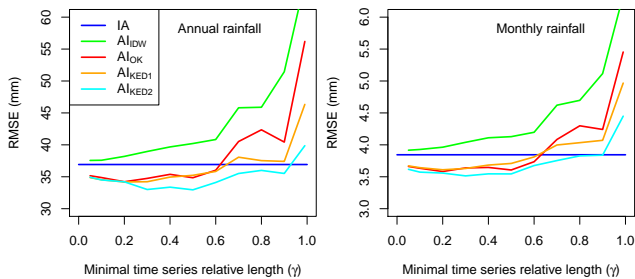 Annual rainfall
IA
AI_IDW
AI_OK
AI_KED1
AI_KED2
RMSE (mm)
60
55
50
45
40
35
30
0.0 0.2 0.4 0.6 0.8 1.0
Minimal time series relative length (γ)
Monthly rainfall
RMSE (mm)
6.0
5.5
5.0
4.5
4.0
3.5
3.0
0.0 0.2 0.4 0.6 0.8 1.0
Minimal time series relative length (γ)